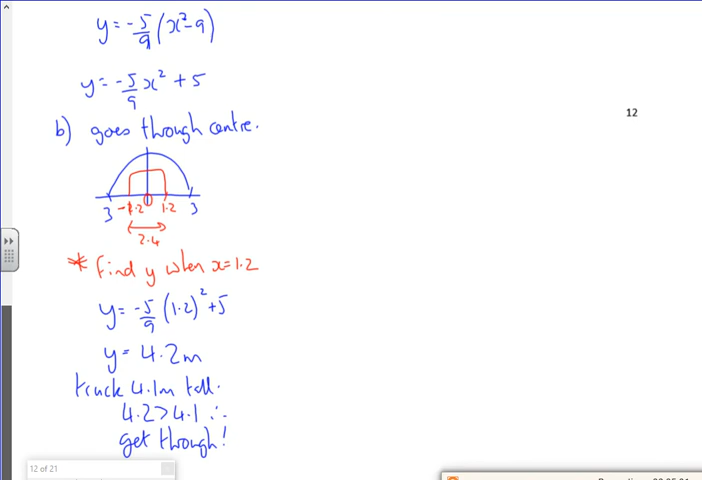 y = -5/9 (x² - 9)
y = -5/9 x² + 5
12
b) goes through centre.
3 -1.2 0 1.2 3
2.4
* Find y when x = 1.2
y = -5/9 (1.2)² + 5
y = 4.2m
truck 4.1m tall.
4.2 > 4.1 ∴
get through!
12 of 21